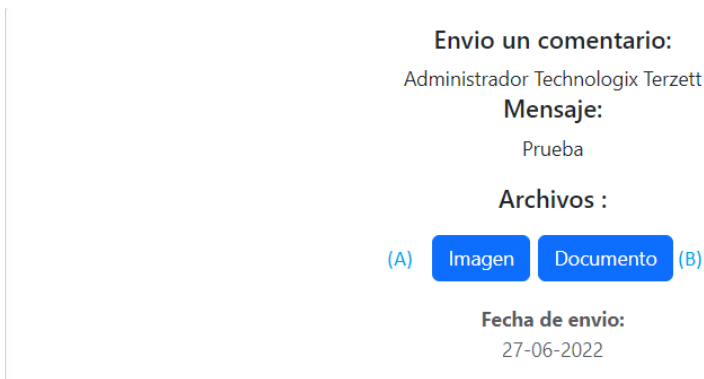 Envio un comentario:
Administrador Technologix Terzett
Mensaje:
Prueba
Archivos :
(A) Imagen Documento (B)
Fecha de envio:
27-06-2022